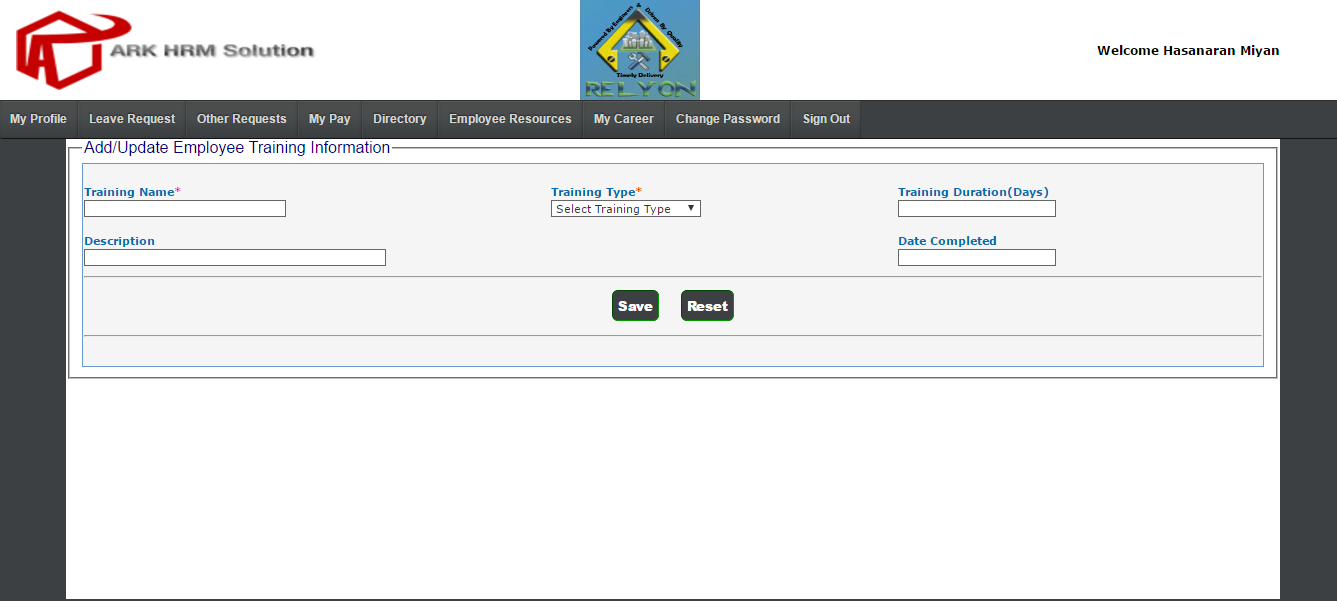 ARK HRM Solution
Powered By Engineers & Driven By Quality
Timely Delivery
RELYON
Welcome Hasanaran Miyan
My Profile Leave Request Other Requests My Pay Directory Employee Resources My Career Change Password Sign Out
Add/Update Employee Training Information
Training Name* Training Type* Training Duration(Days)
Select Training Type
Description Date Completed
Save Reset